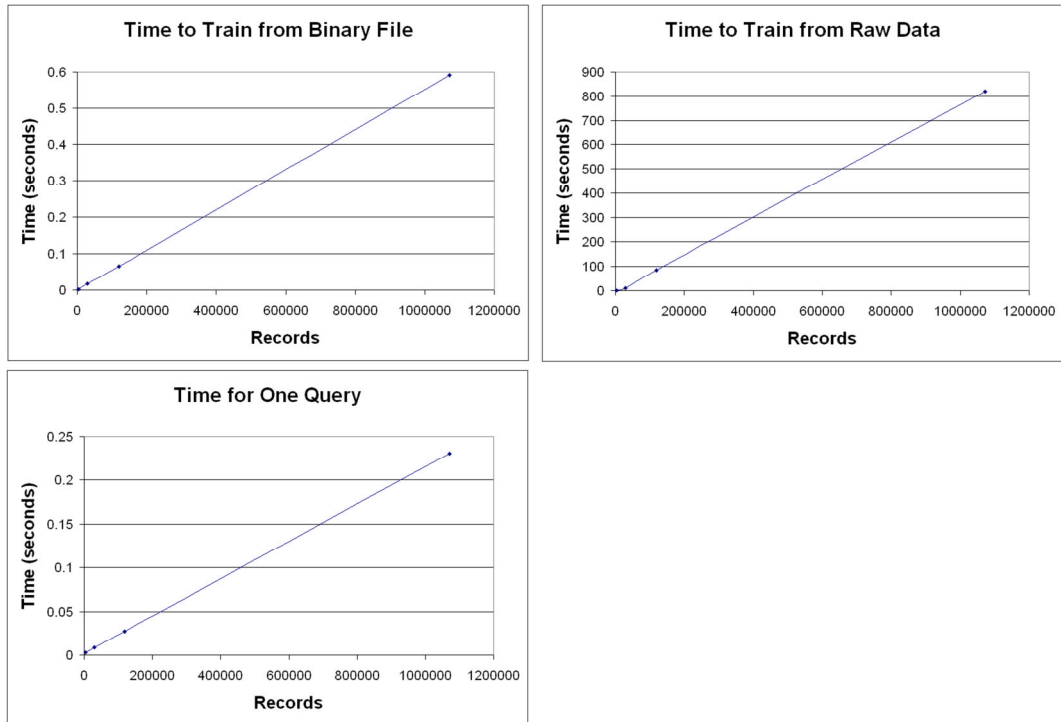 Time to Train from Binary File
Time (seconds)
0.6
0.5
0.4
0.3
0.2
0.1
0
0 200000 400000 600000 800000 1000000 1200000
Records
Time to Train from Raw Data
Time (seconds)
900
800
700
600
500
400
300
200
100
0
0 200000 400000 600000 800000 1000000 1200000
Records
Time for One Query
Time (seconds)
0.25
0.2
0.15
0.1
0.05
0
0 200000 400000 600000 800000 1000000 1200000
Records